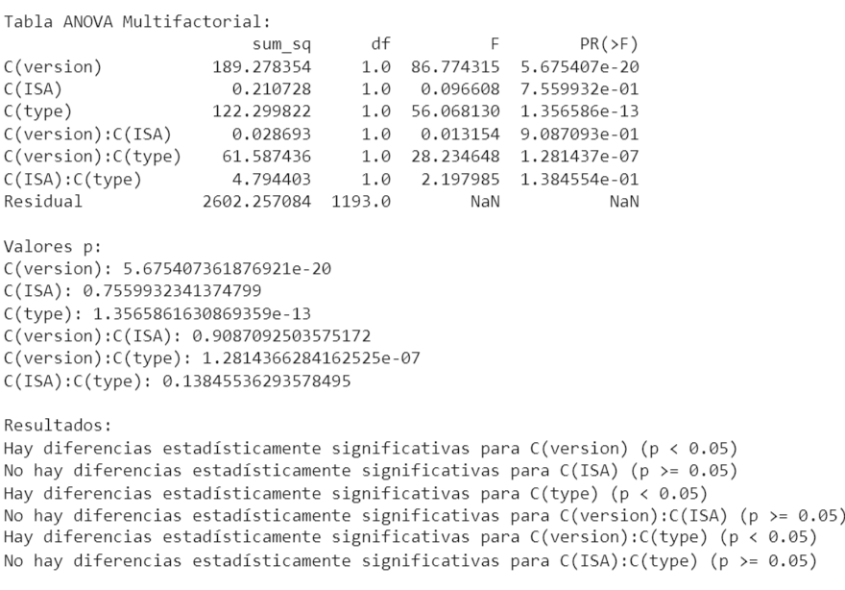 Tabla ANOVA Multifactorial:
sum_sq df F PR(>F)
C(version) 189.278354 1.0 86.774315 5.675407e-20
C(ISA) 0.210728 1.0 0.096608 7.559932e-01
C(type) 122.299822 1.0 56.068130 1.356586e-13
C(version):C(ISA) 0.028693 1.0 0.013154 9.087093e-01
C(version):C(type) 61.587436 1.0 28.234648 1.281437e-07
C(ISA):C(type) 4.794403 1.0 2.197985 1.384554e-01
Residual 2602.257084 1193.0 NaN NaN
Valores p:
C(version): 5.675407361876921e-20
C(ISA): 0.7559932341374799
C(type): 1.3565861630869359e-13
C(version):C(ISA): 0.9087092503575172
C(version):C(type): 1.2814366284162525e-07
C(ISA):C(type): 0.13845536293578495
Resultados:
Hay diferencias estadísticamente significativas para C(version) (p < 0.05)
No hay diferencias estadísticamente significativas para C(ISA) (p >= 0.05)
Hay diferencias estadísticamente significativas para C(type) (p < 0.05)
No hay diferencias estadísticamente significativas para C(version):C(ISA) (p >= 0.05)
Hay diferencias estadísticamente significativas para C(version):C(type) (p < 0.05)
No hay diferencias estadísticamente significativas para C(ISA):C(type) (p >= 0.05)